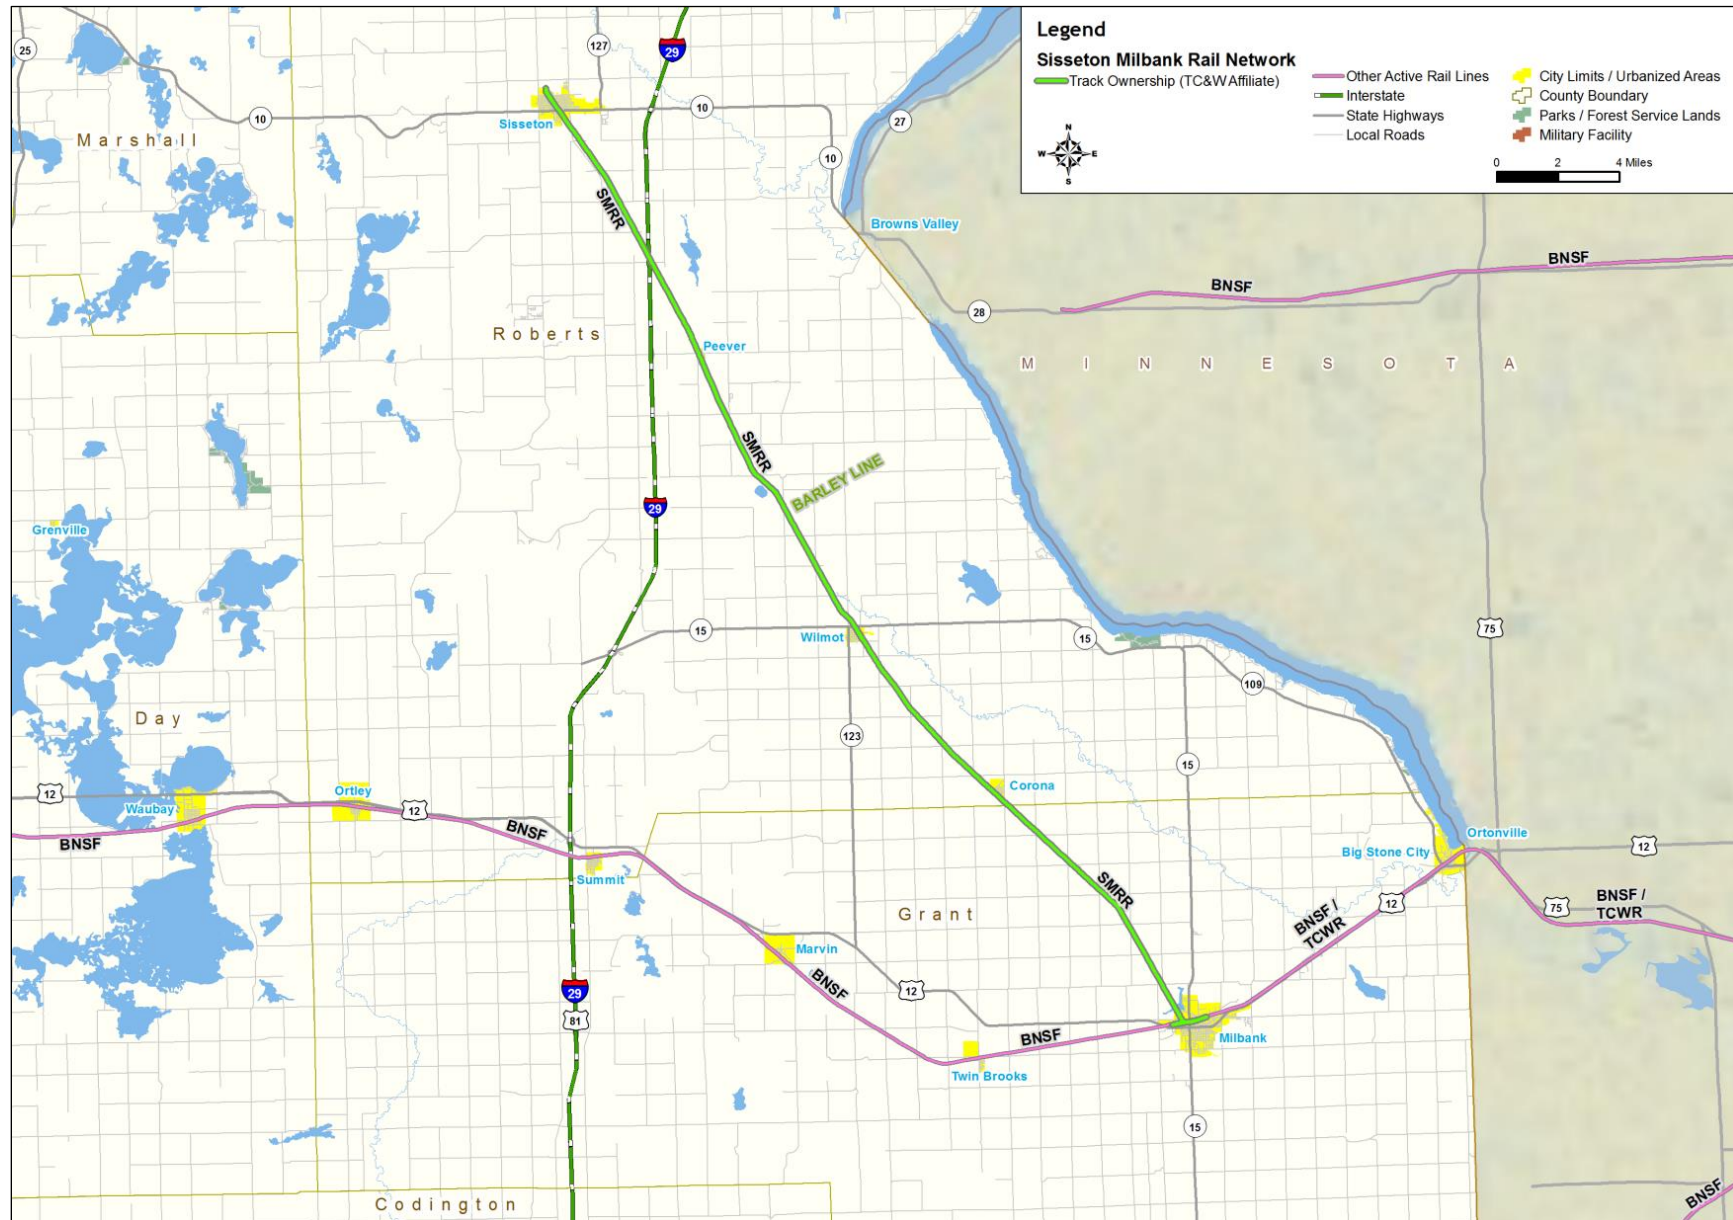 Legend
Sisseton Milbank Rail Network
Track Ownership (TC&W Affiliate)
Other Active Rail Lines
Interstate
State Highways
Local Roads
City Limits / Urbanized Areas
County Boundary
Parks / Forest Service Lands
Military Facility
N
W
E
S
0
2
4 Miles
25
127
29
10
10
27
10
Marshall
Sisseton
SMRR
Browns Valley
BNSF
BNSF
28
Roberts
Peever
MINNESOTA
SMRR
BARLEY LINE
29
Grenville
15
Wilmot
15
75
109
Day
123
15
Corona
12
Waubay
Ortley
12
BNSF
BNSF
Summit
Ortonville
Big Stone City
12
SMRR
12
BNSF /
TCWR
75
BNSF /
TCWR
Grant
Marvin
BNSF
12
29
81
BNSF
Milbank
Twin Brooks
15
Codington
BNSF